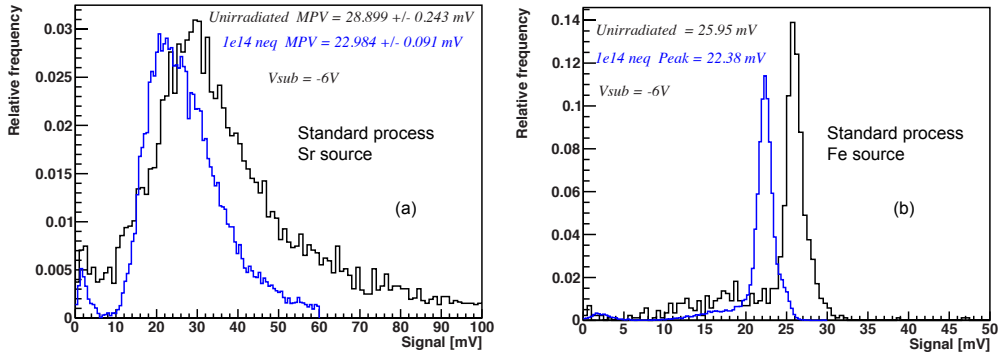 Relative frequency
0.03
0.025
0.02
0.015
0.01
0.005
0
0 10 20 30 40 50 60 70 80 90 100
Signal [mV]
Unirradiated MPV = 28.899 +/- 0.243 mV
1e14 neq MPV = 22.984 +/- 0.091 mV
Vsub = -6V
Standard process
Sr source
(a)
Relative frequency
0.14
0.12
0.1
0.08
0.06
0.04
0.02
0
0 5 10 15 20 25 30 35 40 45 50
Signal [mV]
Unirradiated = 25.95 mV
1e14 neq Peak = 22.38 mV
Vsub = -6V
Standard process
Fe source
(b)